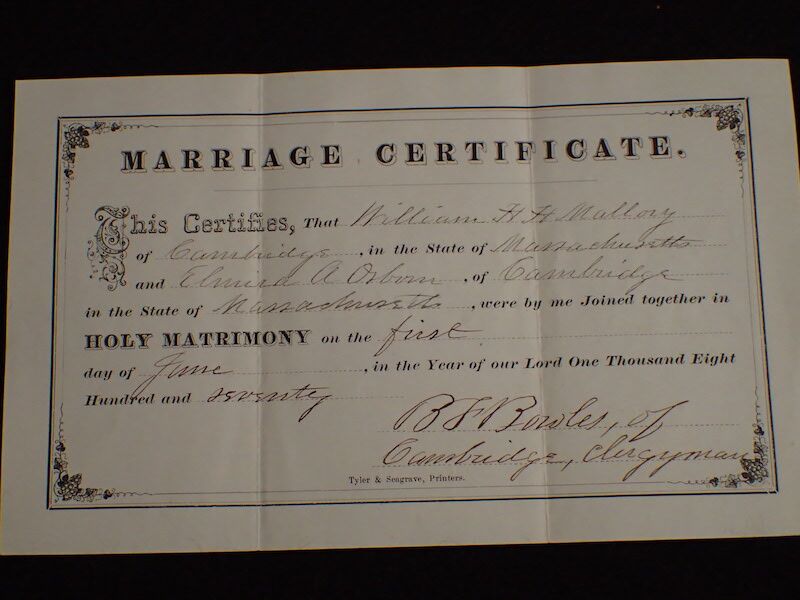 MARRIAGE CERTIFICATE.
This Certifies, That William H H Mallory
of Cambridge, in the State of Massachusetts
and Elmira A Osborn, of Cambridge
in the State of Massachusetts, were by me Joined together in
HOLY MATRIMONY on the first
day of June, in the Year of our Lord One Thousand Eight
Hundred and seventy
B F Bowles, of
Cambridge, Clergyman
Tyler & Seagrave, Printers.